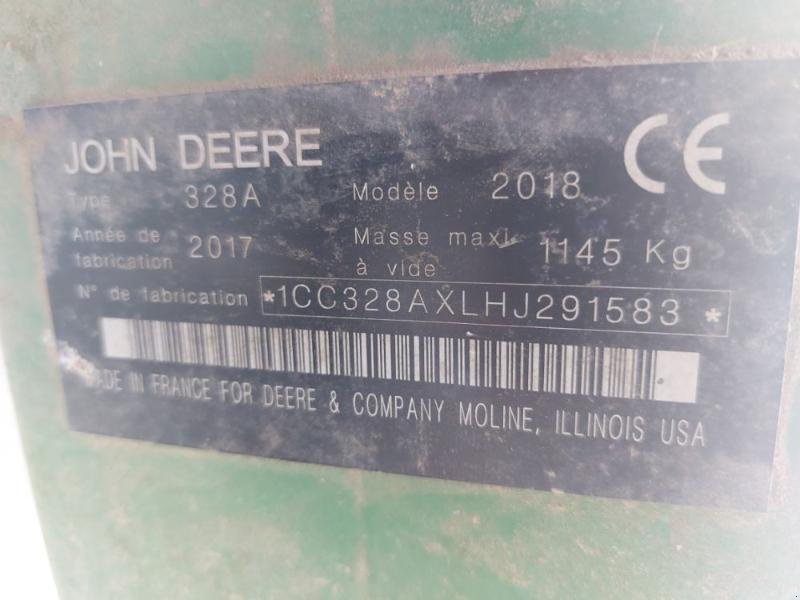 JOHN DEERE CE
Type 328A Modèle 2018
Année de fabrication 2017 Masse maxi à vide 1145 Kg
N° de fabrication *1CC328AXLHJ291583*
MADE IN FRANCE FOR DEERE & COMPANY MOLINE, ILLINOIS USA